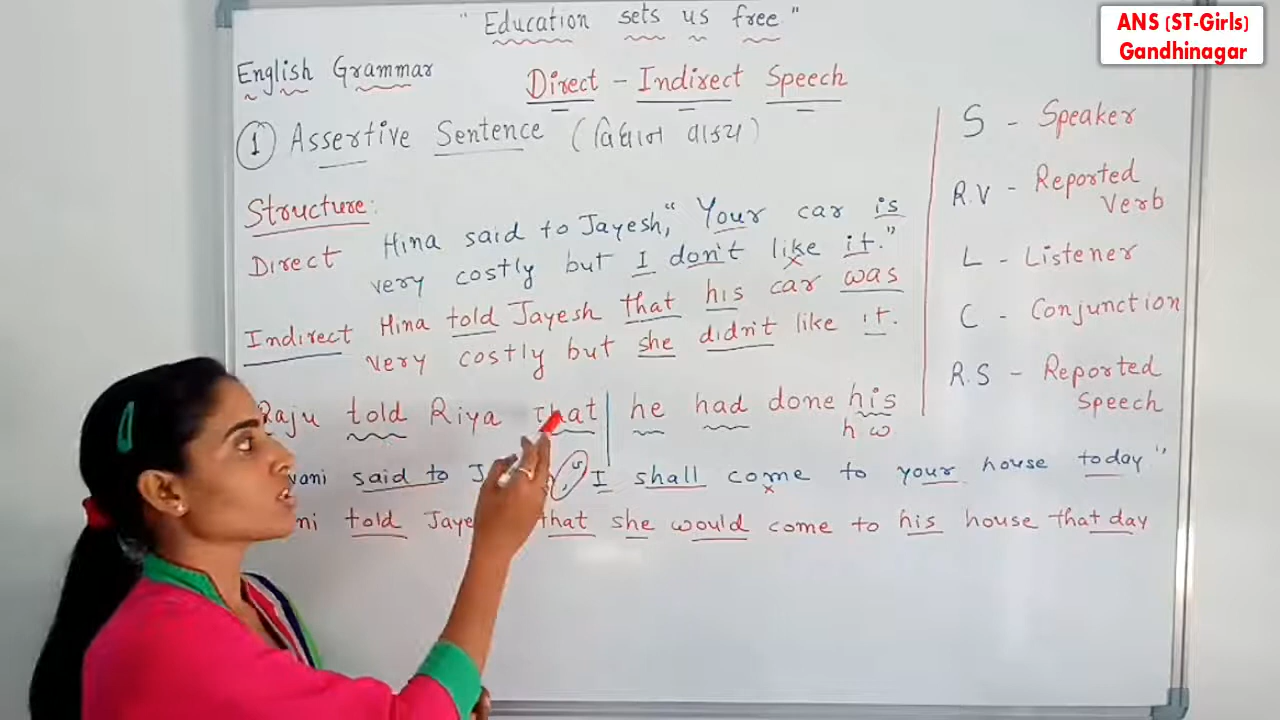 " Education sets us free "
ANS (ST-Girls)
Gandhinagar
English Grammar
Direct - Indirect Speech
1 Assertive Sentence (વિધાન વાકય)
Structure:
Direct Hina said to Jayesh, "Your car is
very costly but I don't like it."
Indirect Hina told Jayesh that his car was
very costly but she didn't like it.
Raju told Riya that he had done his
h w
said to "I shall come to your house today"
told that she would come to his house that day
S - Speaker
R.V - Reported
Verb
L - Listener
C - Conjunction
R.S - Reported
Speech